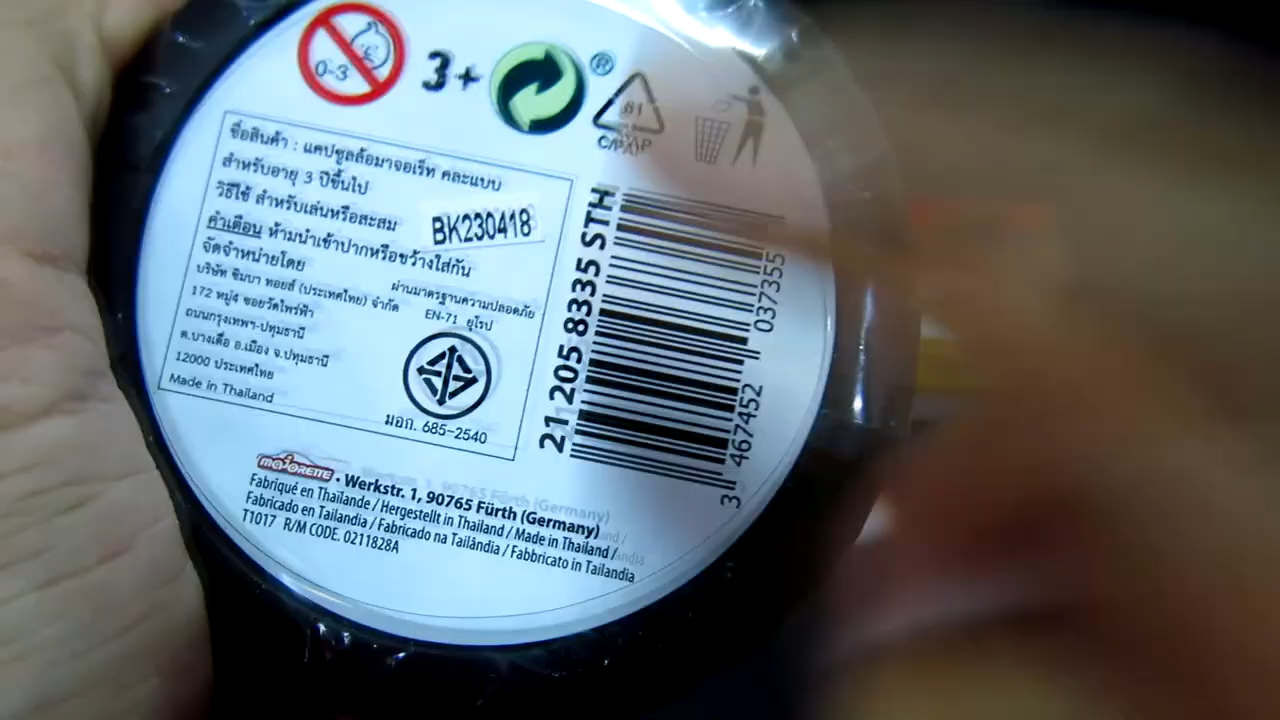 0-3
3+
®
81
C/PAP
ชื่อสินค้า : แคปซูลล้อมาจอเร็ท คละแบบ
สำหรับอายุ 3 ปีขึ้นไป
วิธีใช้ สำหรับเล่นหรือสะสม
BK230418
คำเตือน ห้ามนำเข้าปากหรือขว้างใส่กัน
จัดจำหน่ายโดย
บริษัท ซิมบา ทอยส์ (ประเทศไทย) จำกัด
172 หมู่4 ซอยวัดไพร่ฟ้า
ถนนกรุงเทพฯ-ปทุมธานี
ต.บางเดื่อ อ.เมือง จ.ปทุมธานี
12000 ประเทศไทย
Made in Thailand
ผ่านมาตรฐานความปลอดภัย
EN-71 ยุโรป
มอก. 685-2540
21 205 8335 STH
3 467452 037355
majorette • Werkstr. 1, 90765 Fürth (Germany)
Fabriqué en Thaïlande / Hergestellt in Thailand / Made in Thailand /
Fabricado en Tailandia / Fabricado na Tailândia / Fabbricato in Tailandia
T1017 R/M CODE. 0211828A